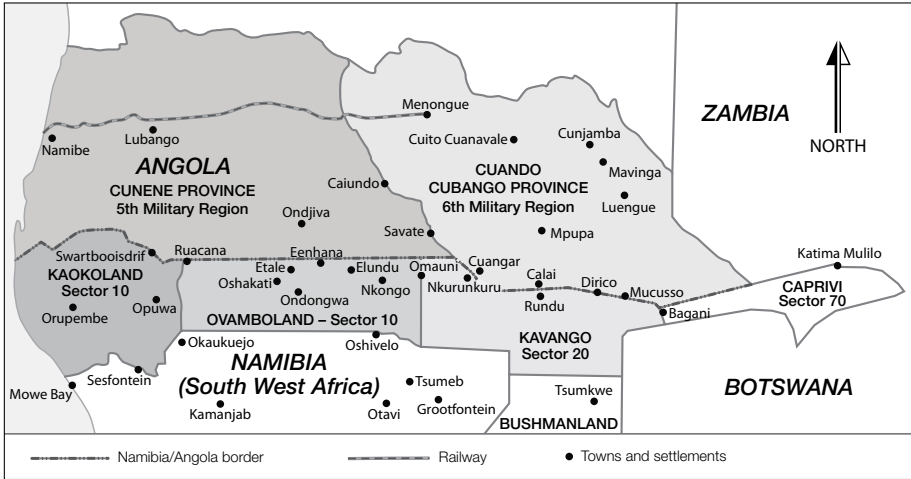 ZAMBIA
NORTH
Menongue
Cuito Cuanavale
Cunjamba
Namibe
Lubango
Mavinga
ANGOLA
CUNENE PROVINCE
5th Military Region
CUANDO
CUBANGO PROVINCE
6th Military Region
Caiundo
Luengue
Ondjiva
Savate
Mpupa
Swartbooisdrif
Ruacana
Eenhana
Katima Mulilo
KAOKOLAND
Sector 10
Etale
Elundu
Omauni
Cuangar
Oshakati
Nkongo
Nkurunkuru
Calai
Dirico
Mucusso
CAPRIVI
Sector 70
Orupembe
Opuwa
Ondongwa
Rundu
Bagani
OVAMBOLAND – Sector 10
Okaukuejo
Oshivelo
KAVANGO
Sector 20
NAMIBIA
(South West Africa)
BOTSWANA
Mowe Bay
Sesfontein
Tsumeb
Tsumkwe
Kamanjab
Otavi
Grootfontein
BUSHMANLAND
Namibia/Angola border
Railway
Towns and settlements